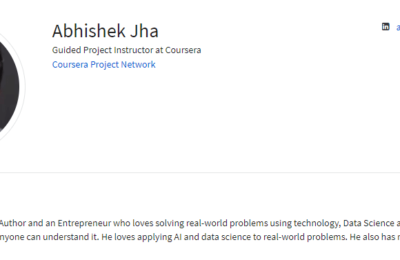 Abhishek Jha
Guided Project Instructor at Coursera
Coursera Project Network
Author and an Entrepreneur who loves solving real-world problems using technology, Data Science
anyone can understand it. He loves applying AI and data science to real-world problems. He also has